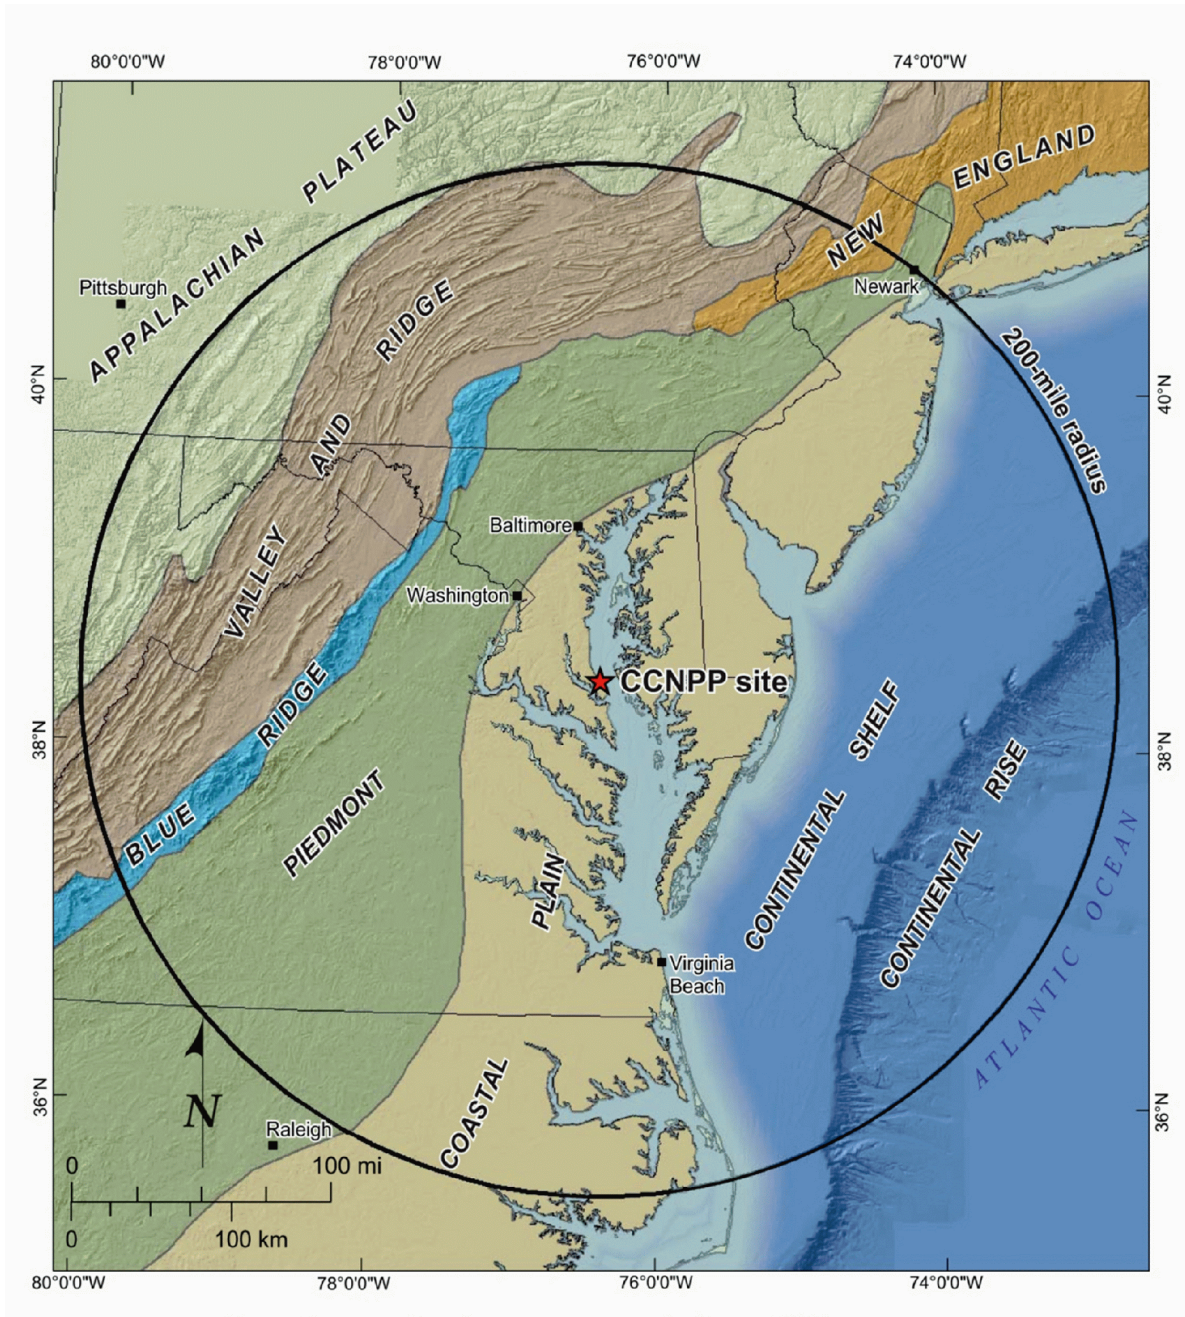 80°0'0"W
78°0'0"W
76°0'0"W
74°0'0"W
APPALACHIAN PLATEAU
NEW ENGLAND
Pittsburgh
Newark
VALLEY AND RIDGE
200-mile radius
40°N
40°N
Baltimore
Washington
CCNPP site
BLUE RIDGE
38°N
38°N
PIEDMONT
CONTINENTAL SHELF
CONTINENTAL RISE
ATLANTIC OCEAN
COASTAL PLAIN
Virginia
Beach
36°N
36°N
N
Raleigh
0
100 mi
0
100 km
80°0'0"W
78°0'0"W
76°0'0"W
74°0'0"W